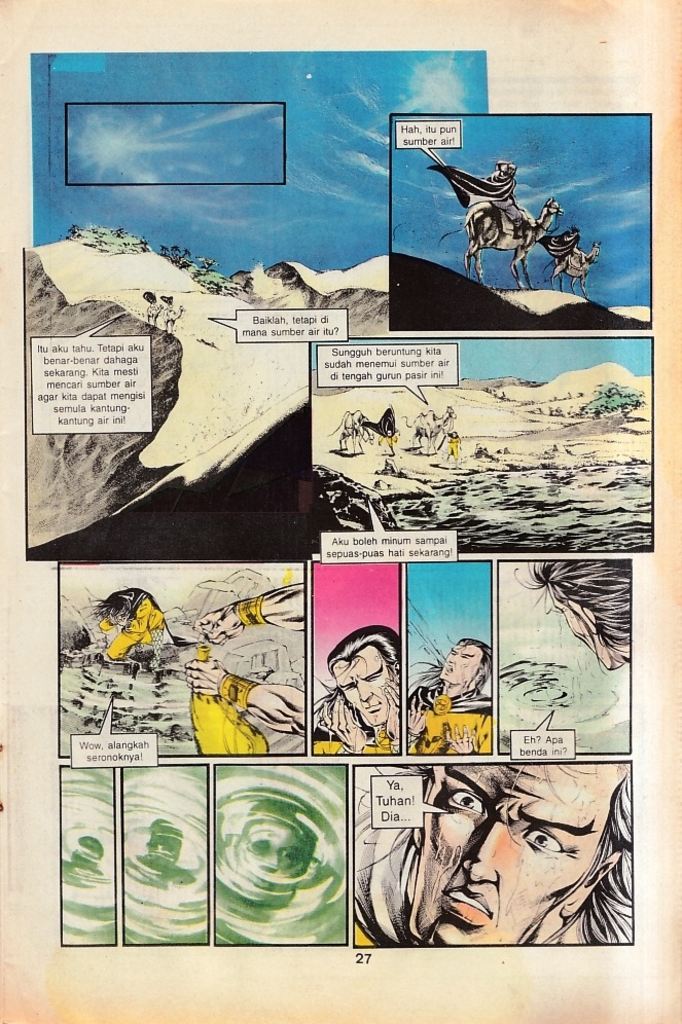 Itu aku tahu. Tetapi aku
benar-benar dahaga
sekarang. Kita mesti
mencari sumber air
agar kita dapat mengisi
semula kantung-
kantung air ini!
Baiklah, tetapi di
mana sumber air itu?
Hah, itu pun
sumber air!
Sungguh beruntung kita
sudah menemui sumber air
di tengah gurun pasir ini!
Aku boleh minum sampai
sepuas-puas hati sekarang!
Wow, alangkah
seronoknya!
Eh? Apa
benda ini?
Ya,
Tuhan!
Dia...
27